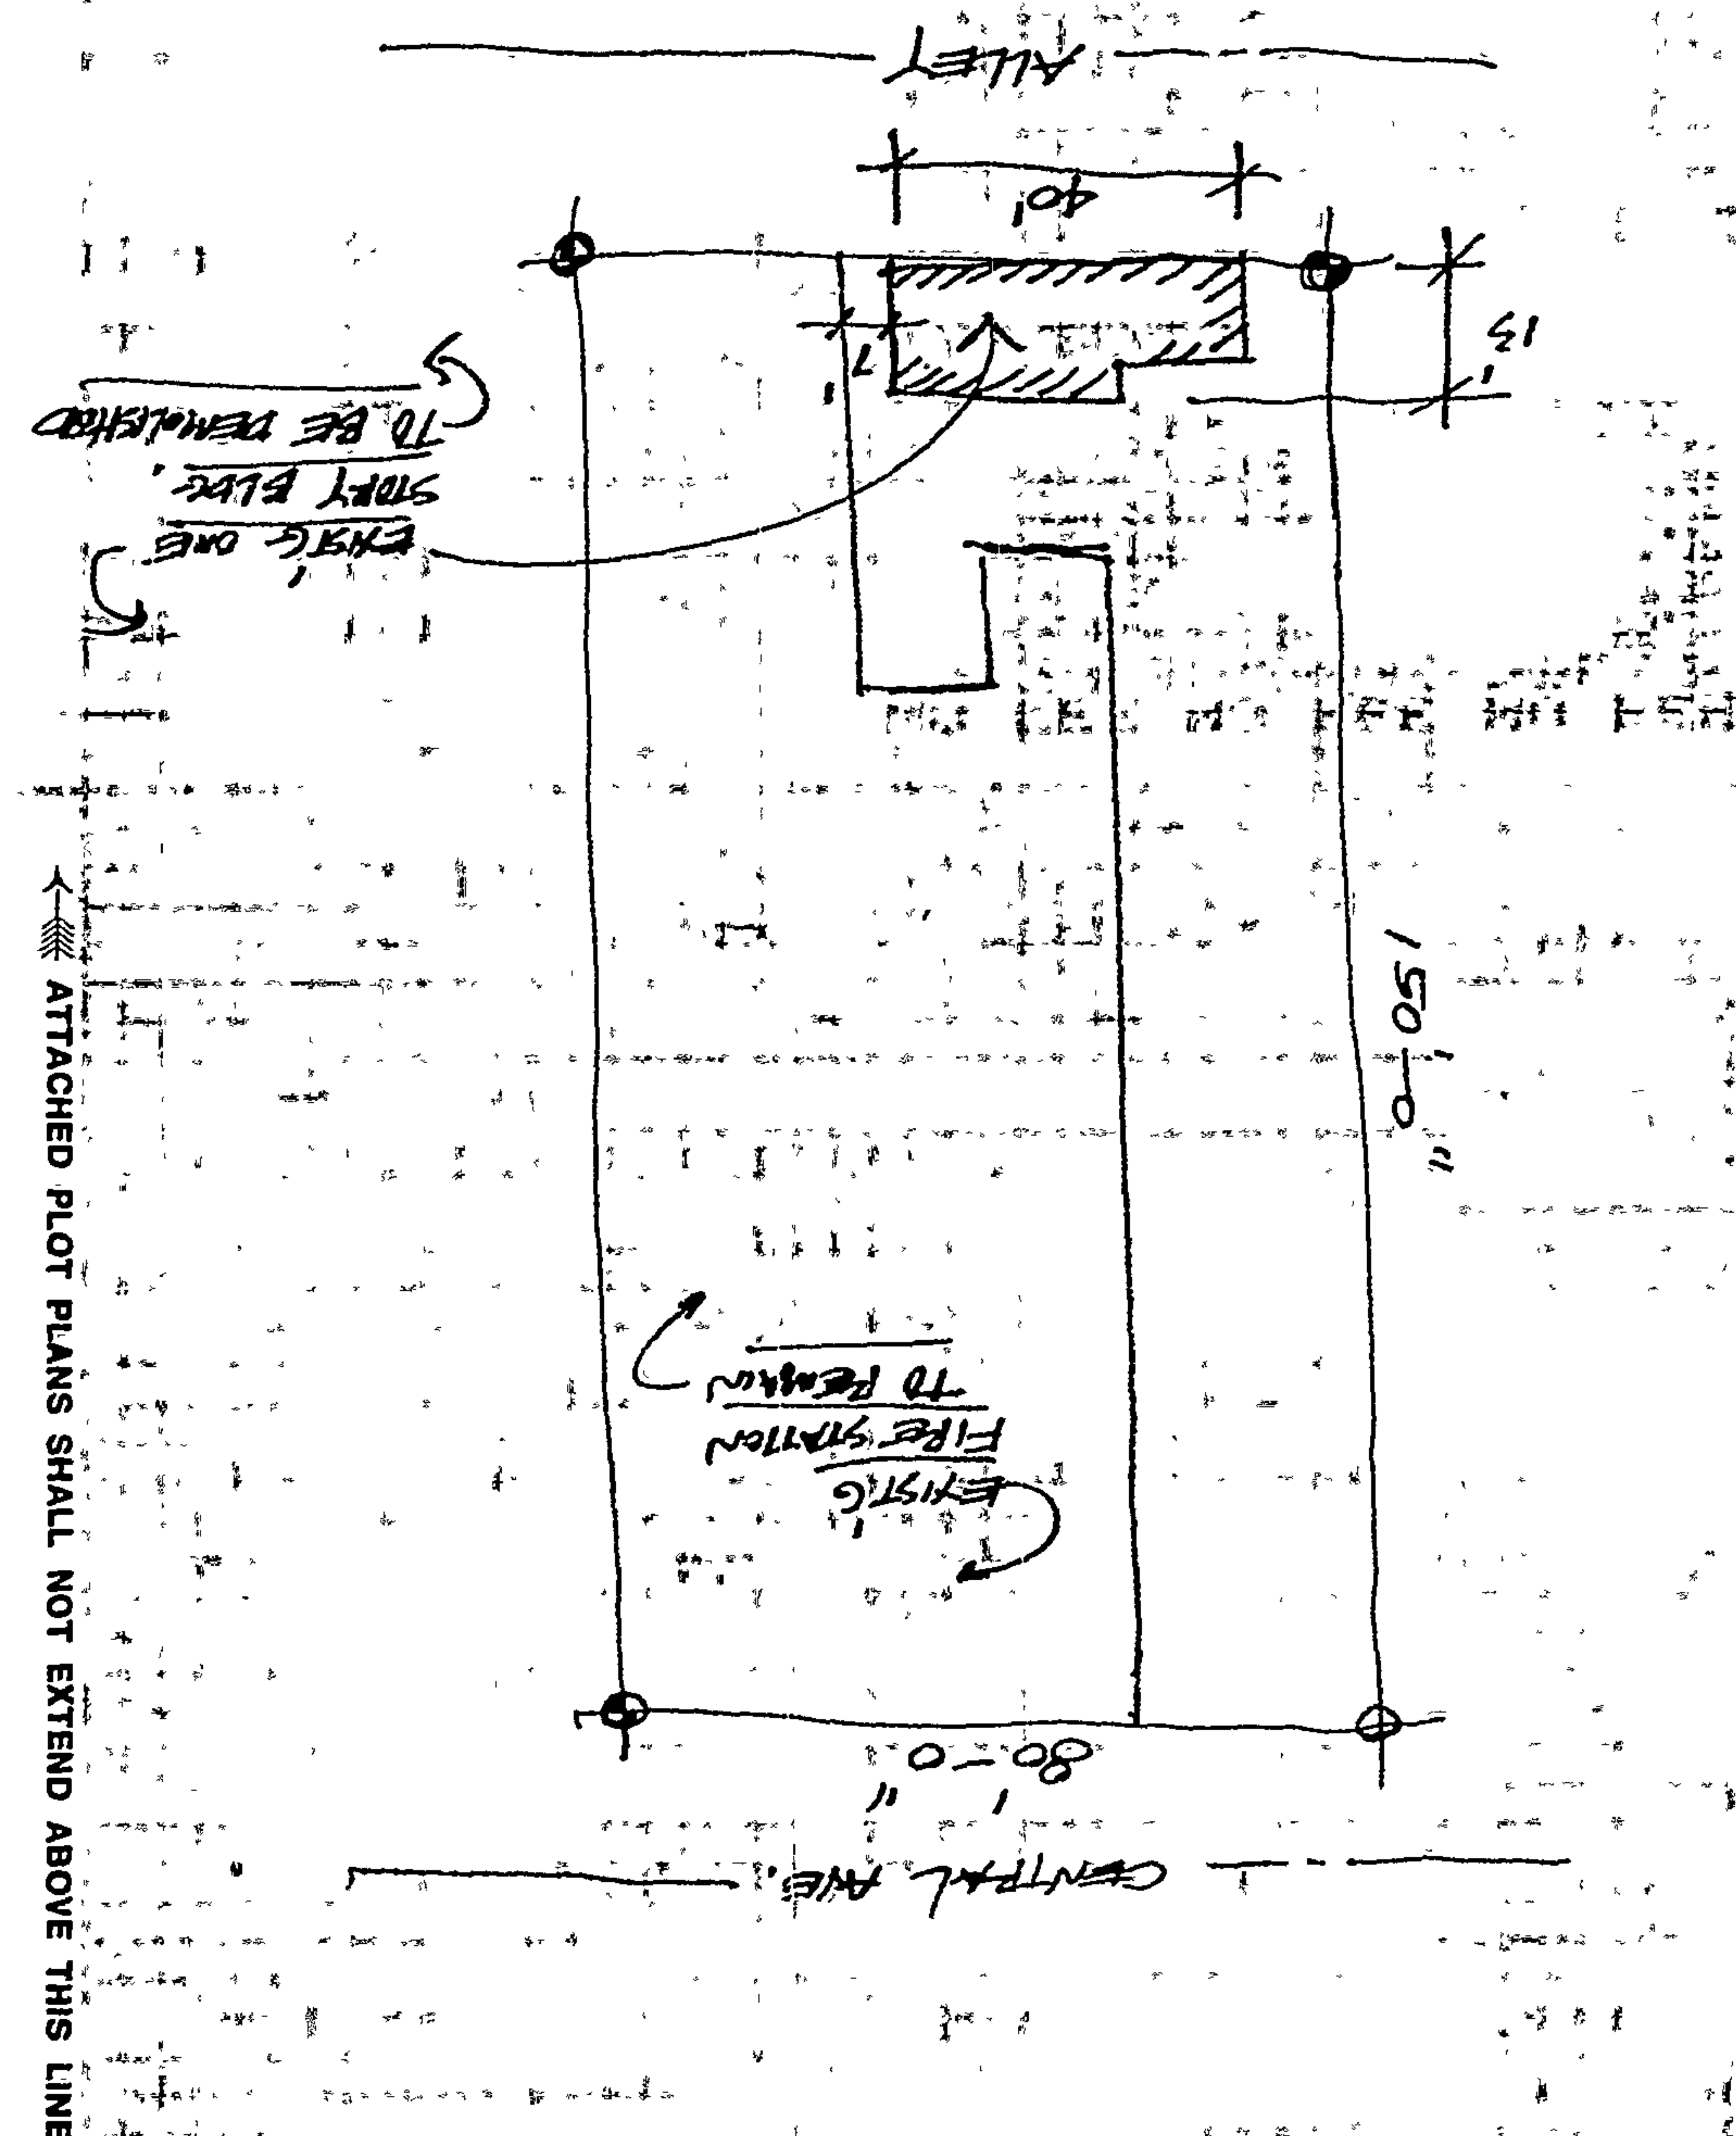 ALLEY
40'
13'
7'
EXIST'G ONE
STORY BLDG.
TO BE DEMOLISHED
150'-0"
EXIST'G
FIRE STATION
TO REMAIN
80'-0"
CENTRAL AVE.
ATTACHED PLOT PLANS SHALL NOT EXTEND ABOVE THIS LINE